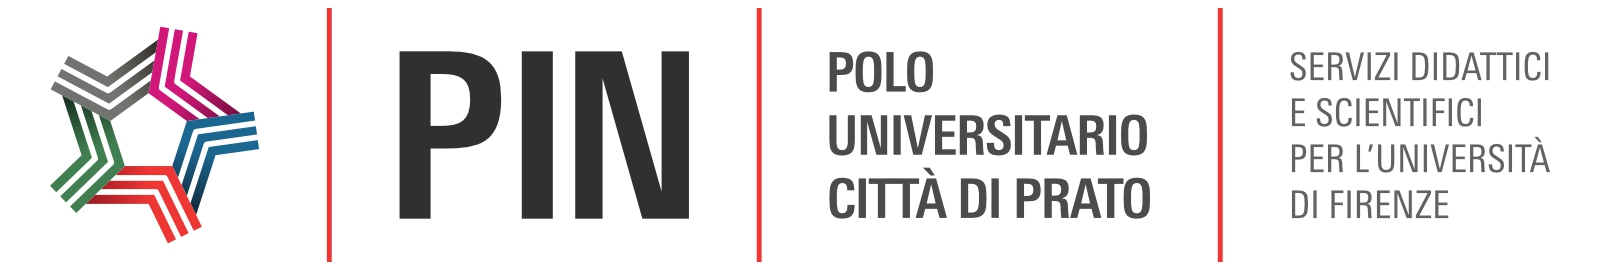 PIN
POLO
UNIVERSITARIO
CITTÀ DI PRATO
SERVIZI DIDATTICI
E SCIENTIFICI
PER L'UNIVERSITÀ
DI FIRENZE